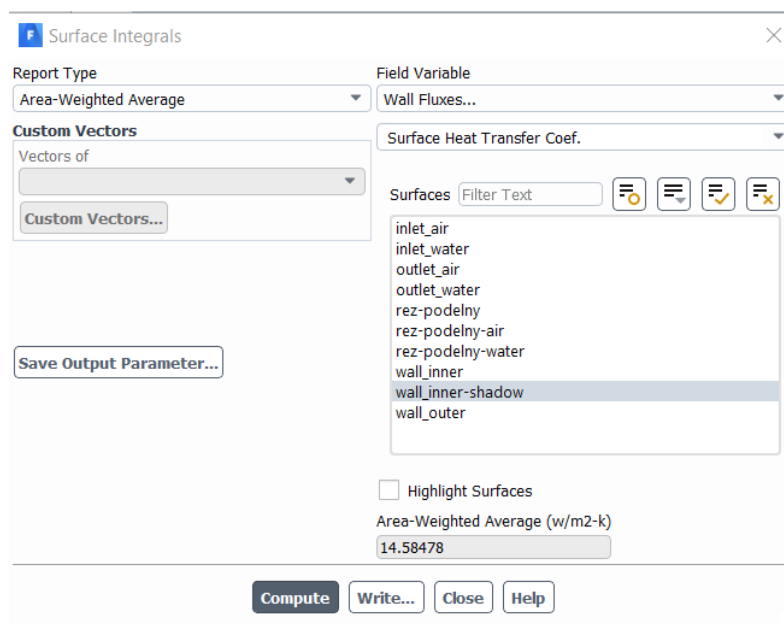 F Surface Integrals
Report Type
Area-Weighted Average
Custom Vectors
Vectors of
Custom Vectors...
Save Output Parameter...
Field Variable
Wall Fluxes...
Surface Heat Transfer Coef.
Surfaces Filter Text
inlet_air
inlet_water
outlet_air
outlet_water
rez-podelny
rez-podelny-air
rez-podelny-water
wall_inner
wall_inner-shadow
wall_outer
Highlight Surfaces
Area-Weighted Average (w/m2-k)
14.58478
Compute Write... Close Help